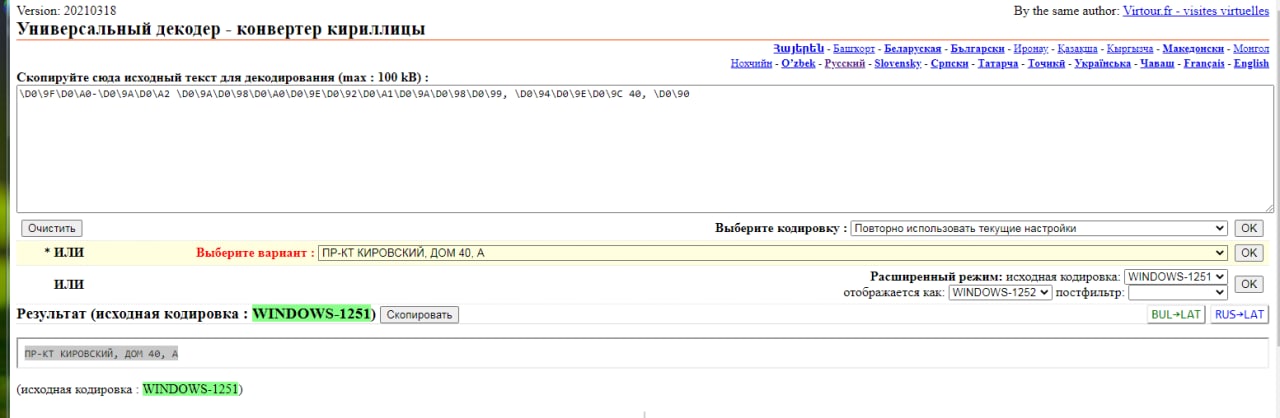 Version: 20210318
By the same author: Virtour.fr - visites virtuelles
Универсальный декодер - конвертер кириллицы
Հայերեն - Башҡорт - Беларуская - Български - Иронау - Қазақша - Кыргызча - Македонски - Монгол
Нохчийн - O'zbek - Русский - Slovensky - Српски - Татарча - Тоҷикӣ - Українська - Чаваш - Français - English
Скопируйте сюда исходный текст для декодирования (max : 100 kB) :
\D0\9F\D0\A0-\D0\9A\D0\A2 \D0\9A\D0\98\D0\A0\D0\9E\D0\92\D0\A1\D0\9A\D0\98\D0\99, \D0\94\D0\9E\D0\9C 40, \D0\90
Очистить
Выберите кодировку : Повторно использовать текущие настройки OK
* ИЛИ Выберите вариант : ПР-КТ КИРОВСКИЙ, ДОМ 40, А OK
ИЛИ
Расширенный режим: исходная кодировка: WINDOWS-1251
отображается как: WINDOWS-1252 постфильтр: OK
Результат (исходная кодировка : WINDOWS-1251) Скопировать
BUL→LAT RUS→LAT
ПР-КТ КИРОВСКИЙ, ДОМ 40, А
(исходная кодировка : WINDOWS-1251)